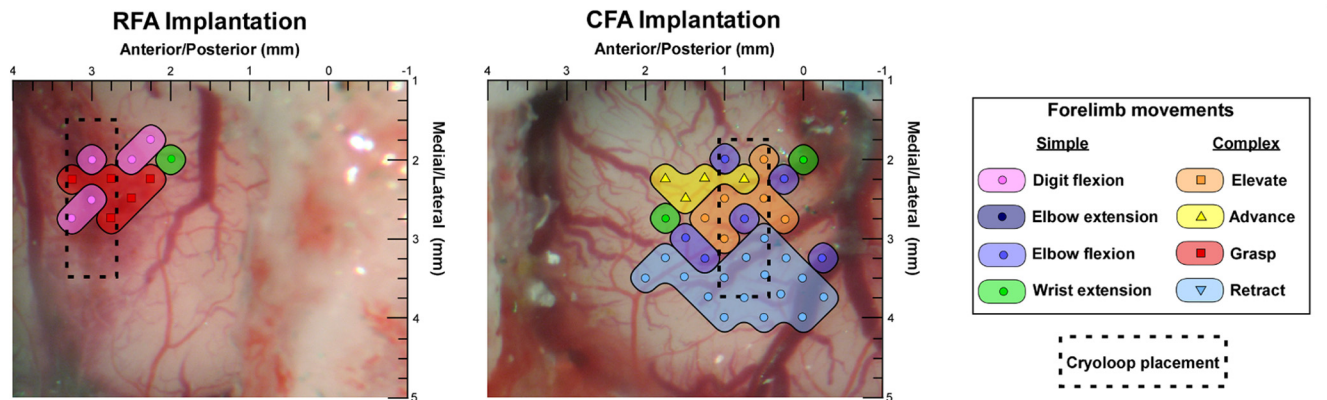 RFA Implantation
Anterior/Posterior (mm)
4 3 2 1 0 -1
1
2
3
4
5
Medial/Lateral (mm)
CFA Implantation
Anterior/Posterior (mm)
4 3 2 1 0 -1
1
2
3
4
5
Medial/Lateral (mm)
Forelimb movements
Simple
Complex
Digit flexion
Elevate
Elbow extension
Advance
Elbow flexion
Grasp
Wrist extension
Retract
Cryoloop placement